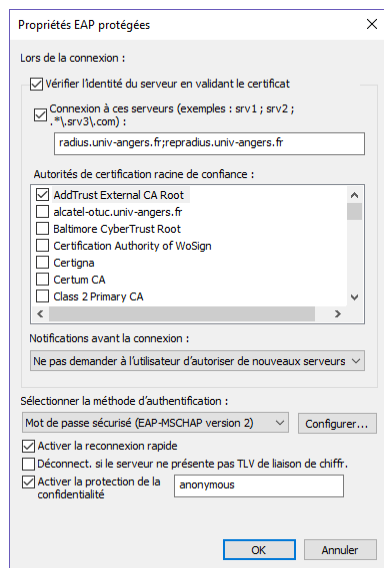 Propriétés EAP protégées
Lors de la connexion :
Vérifier l'identité du serveur en validant le certificat
Connexion à ces serveurs (exemples : srv1 ; srv2 ;
.*\.srv3\.com) :
radius.univ-angers.fr;repradius.univ-angers.fr
Autorités de certification racine de confiance :
AddTrust External CA Root
alcatel-otuc.univ-angers.fr
Baltimore CyberTrust Root
Certification Authority of WoSign
Certigna
Certum CA
Class 2 Primary CA
Notifications avant la connexion :
Ne pas demander à l'utilisateur d'autoriser de nouveaux serveurs
Sélectionner la méthode d'authentification :
Mot de passe sécurisé (EAP-MSCHAP version 2) Configurer...
Activer la reconnexion rapide
Déconnect. si le serveur ne présente pas TLV de liaison de chiffr.
Activer la protection de la anonymous
confidentialité
OK Annuler